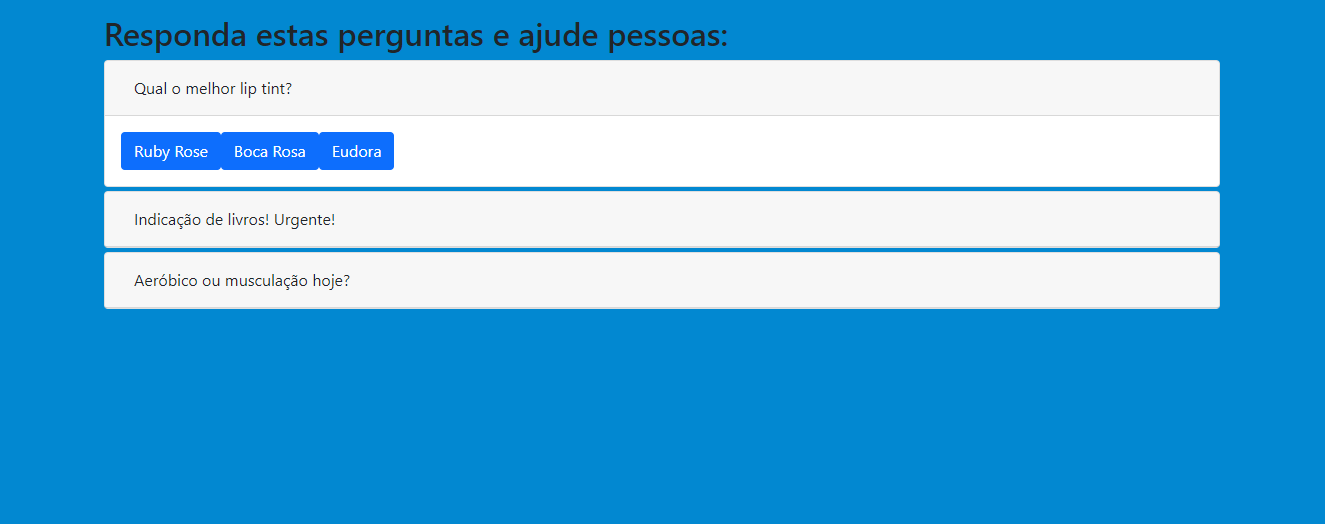 Responda estas perguntas e ajude pessoas:
Qual o melhor lip tint?
Ruby Rose Boca Rosa Eudora
Indicação de livros! Urgente!
Aeróbico ou musculação hoje?